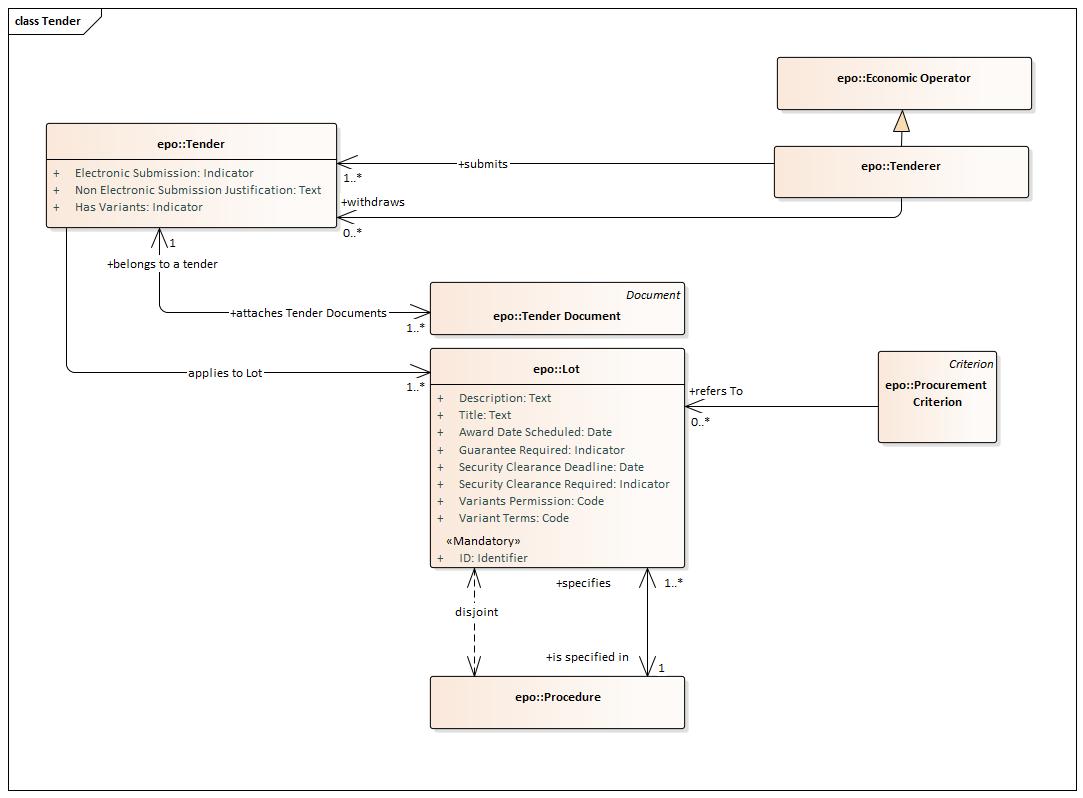 class Tender
epo::Economic Operator
epo::Tender
+ Electronic Submission: Indicator
+ Non Electronic Submission Justification: Text
+ Has Variants: Indicator
epo::Tenderer
+submits
1..*
+withdraws
0..*
1
+belongs to a tender
+attaches Tender Documents
1..*
Document
epo::Tender Document
applies to Lot
1..*
epo::Lot
+ Description: Text
+ Title: Text
+ Award Date Scheduled: Date
+ Guarantee Required: Indicator
+ Security Clearance Deadline: Date
+ Security Clearance Required: Indicator
+ Variants Permission: Code
+ Variant Terms: Code
«Mandatory»
+ ID: Identifier
Criterion
epo::Procurement
Criterion
+refers To
0..*
+specifies
1..*
disjoint
+is specified in
1
epo::Procedure